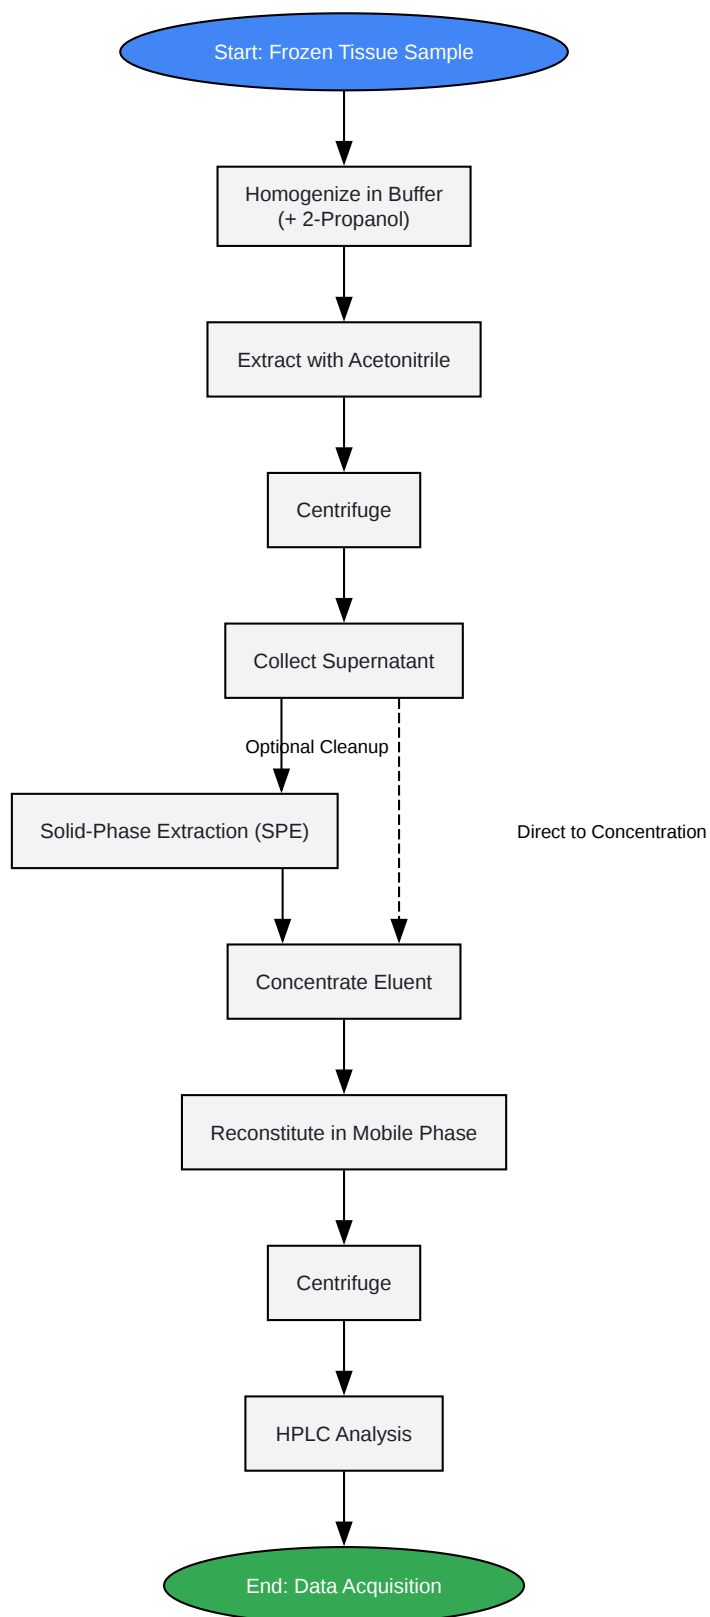 Start: Frozen Tissue Sample
Homogenize in Buffer
(+ 2-Propanol)
Extract with Acetonitrile
Centrifuge
Collect Supernatant
Optional Cleanup
Solid-Phase Extraction (SPE)
Direct to Concentration
Concentrate Eluent
Reconstitute in Mobile Phase
Centrifuge
HPLC Analysis
End: Data Acquisition